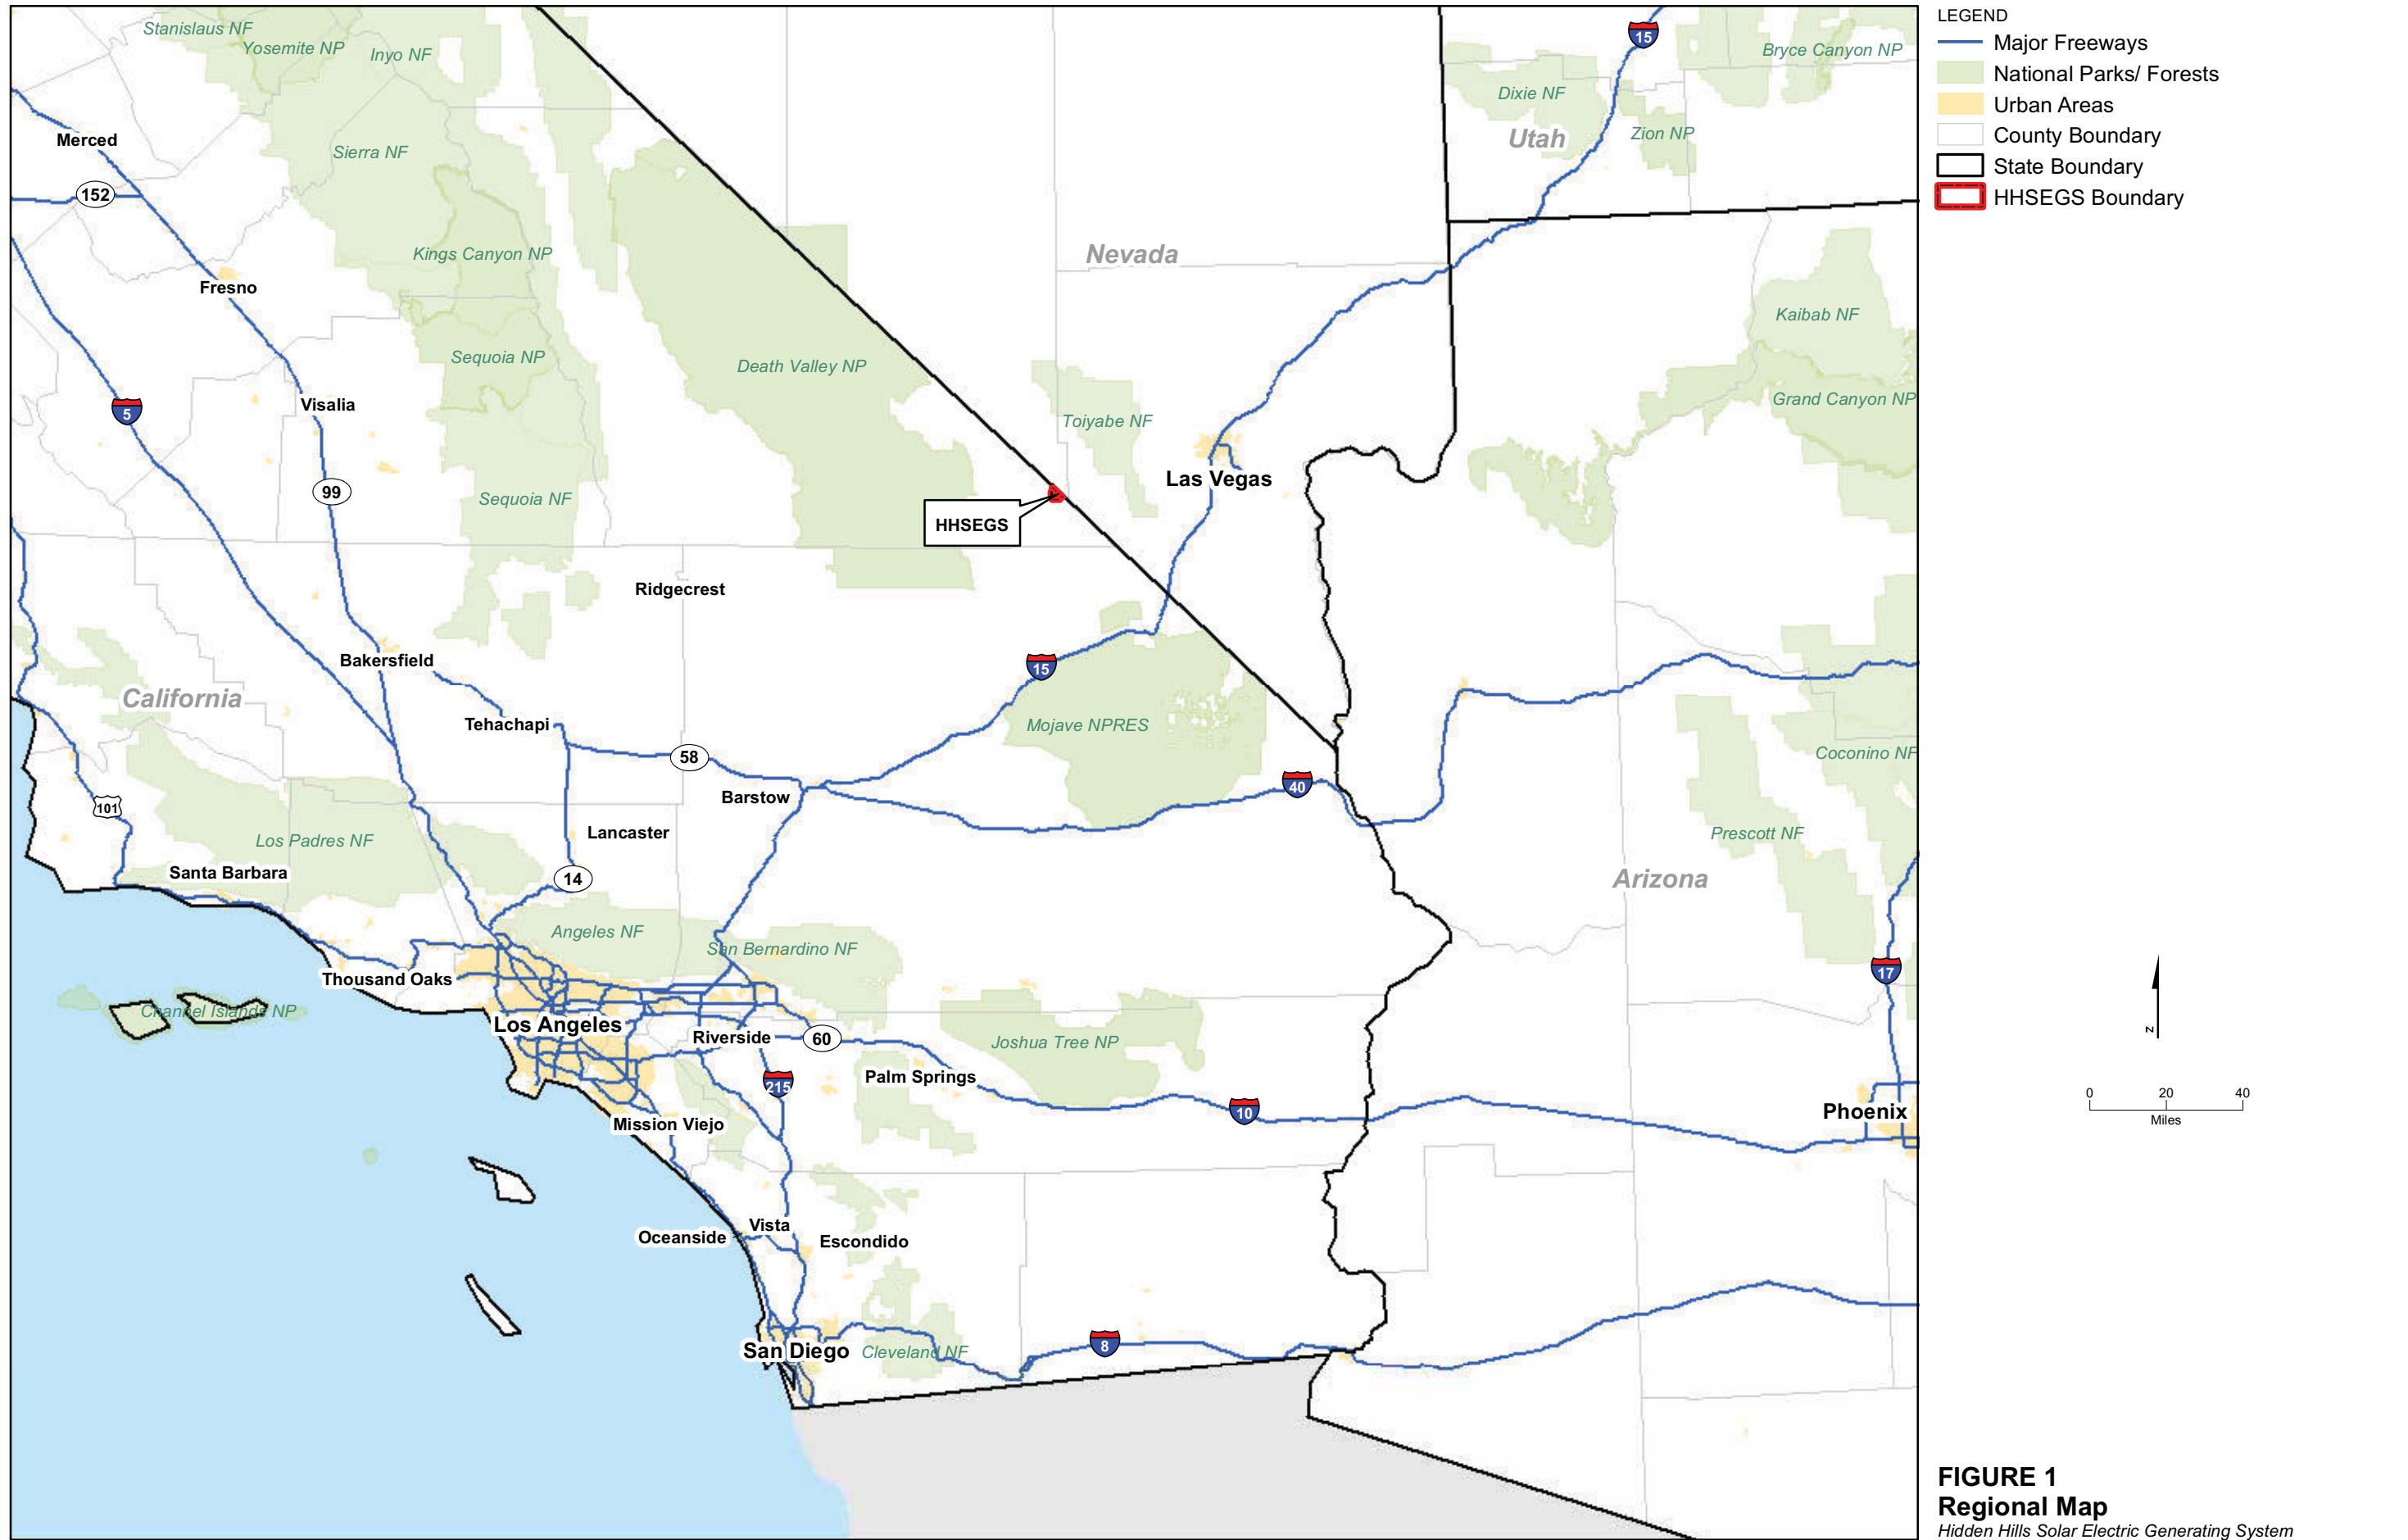 Stanislaus NF
Yosemite NP
Inyo NF
15
Bryce Canyon NP
Dixie NF
Utah
Zion NP
Merced
Sierra NF
152
Kings Canyon NP
Nevada
Fresno
Kaibab NF
Sequoia NP
Death Valley NP
Grand Canyon NP
Visalia
5
Toiyabe NF
Las Vegas
99
Sequoia NF
HHSEGS
Ridgecrest
Bakersfield
15
California
Tehachapi
Mojave NPRES
Coconino NF
58
40
Barstow
101
Lancaster
Prescott NF
Los Padres NF
Santa Barbara
14
Arizona
Angeles NF
San Bernardino NF
17
Thousand Oaks
Channel Islands NP
Los Angeles
Riverside
60
Joshua Tree NP
Palm Springs
215
10
Phoenix
Mission Viejo
Vista
Oceanside
Escondido
San Diego
Cleveland NF
8
LEGEND
Major Freeways
National Parks/ Forests
Urban Areas
County Boundary
State Boundary
HHSEGS Boundary
N
0 20 40
Miles
FIGURE 1
Regional Map
Hidden Hills Solar Electric Generating System